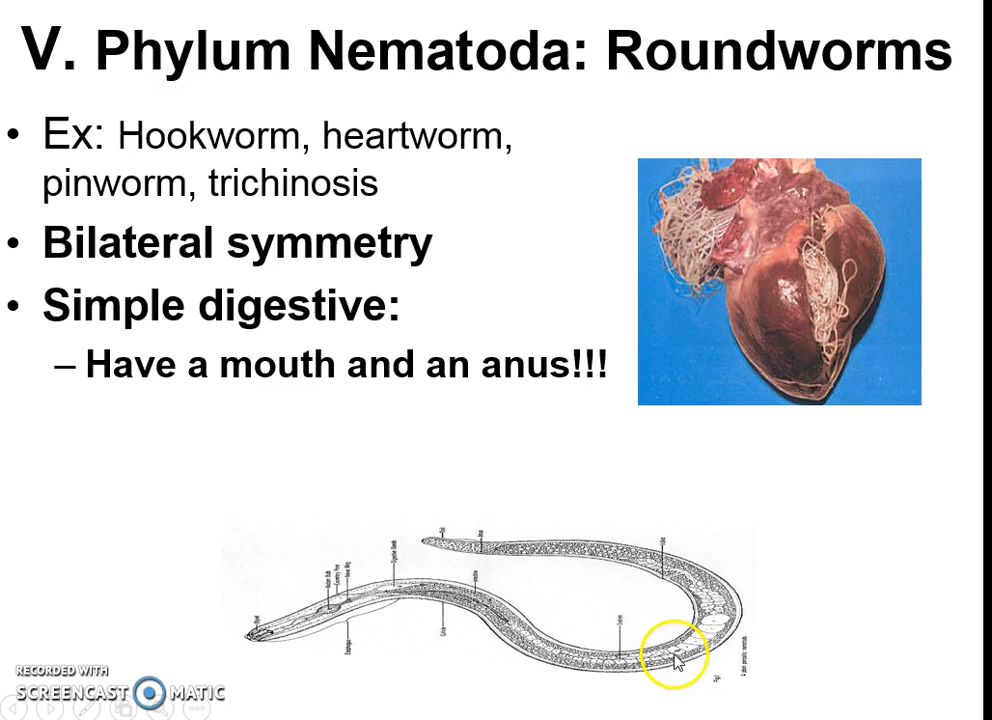 V. Phylum Nematoda: Roundworms
• Ex: Hookworm, heartworm,
pinworm, trichinosis
• Bilateral symmetry
• Simple digestive:
– Have a mouth and an anus!!!
RECORDED WITH
SCREENCAST MATIC